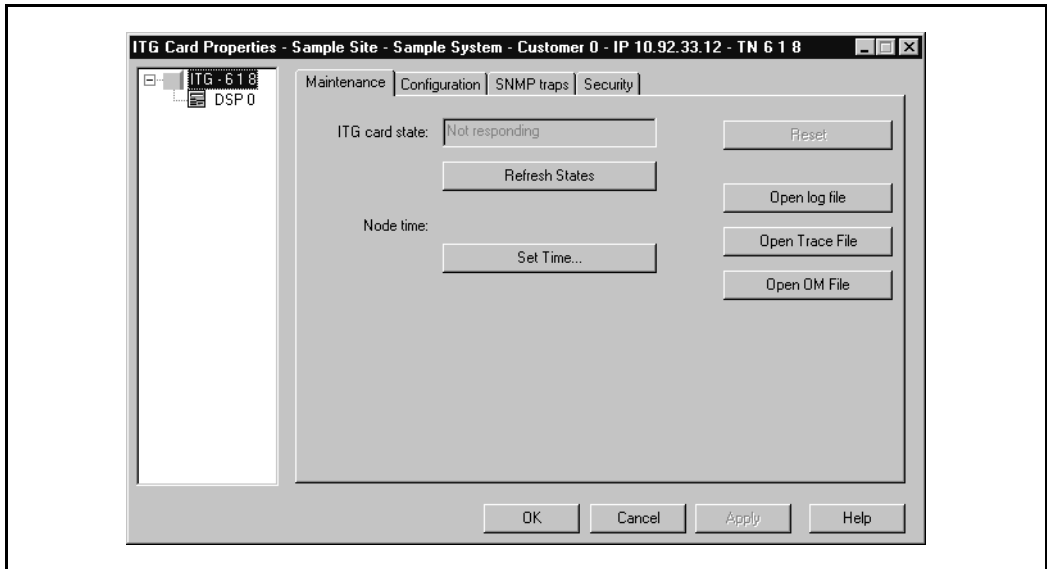 ITG Card Properties - Sample Site - Sample System - Customer 0 - IP 10.92.33.12 - TN 6 1 8
ITG - 6 1 8
DSP 0
Maintenance
Configuration
SNMP traps
Security
ITG card state:
Not responding
Reset
Refresh States
Open log file
Node time:
Open Trace File
Set Time...
Open OM File
OK
Cancel
Apply
Help